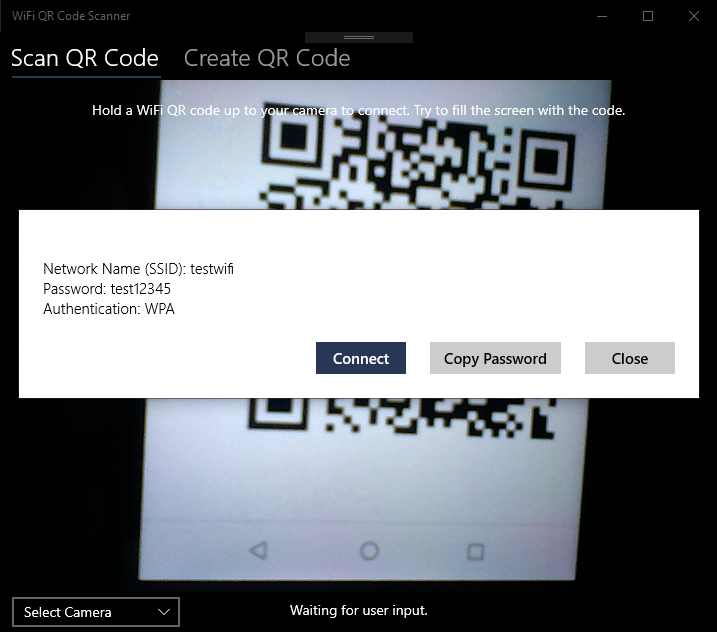 WiFi QR Code Scanner
Scan QR Code Create QR Code
Hold a WiFi QR code up to your camera to connect. Try to fill the screen with the code.
Network Name (SSID): testwifi
Password: test12345
Authentication: WPA
Connect Copy Password Close
Select Camera Waiting for user input.